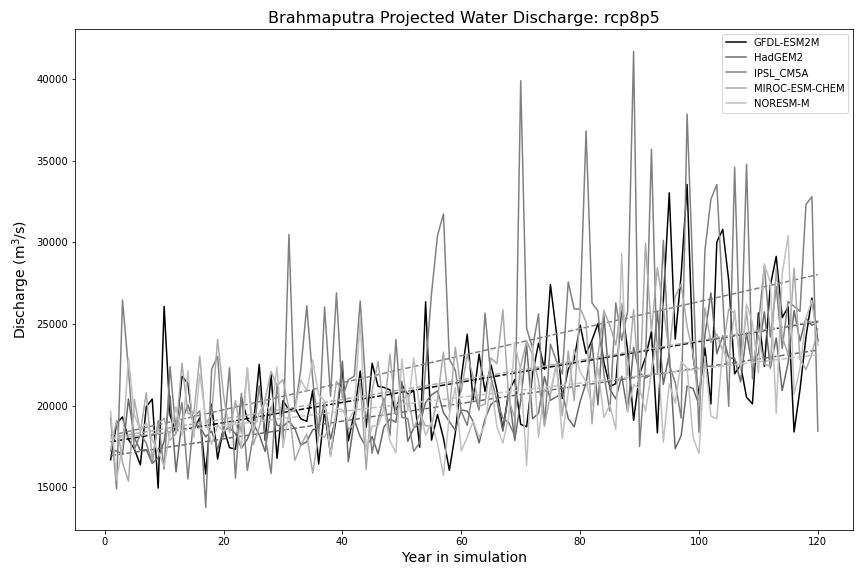 Brahmaputra Projected Water Discharge: rcp8p5
GFDL-ESM2M
HadGEM2
IPSL_CM5A
MIROC-ESM-CHEM
NORESM-M
Discharge (m³/s)
40000
35000
30000
25000
20000
15000
0 20 40 60 80 100 120
Year in simulation